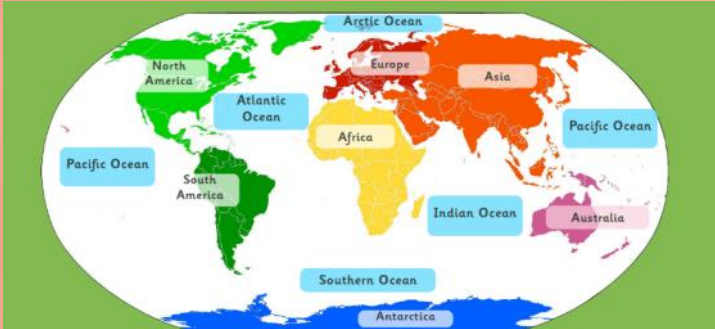 Arctic Ocean
North
America
Europe
Asia
Atlantic
Ocean
Pacific Ocean
Africa
Pacific Ocean
South
America
Indian Ocean
Australia
Southern Ocean
Antarctica